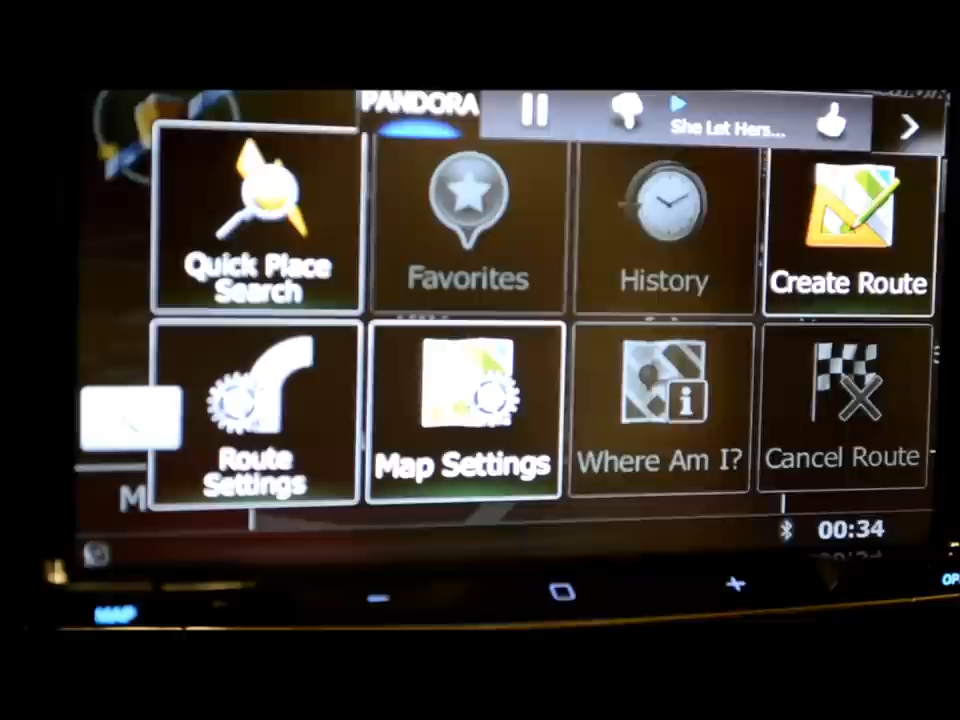 PANDORA
She Let Hers...
Quick Place
Search
Favorites
History
Create Route
Route
Settings
Map Settings
Where Am I?
Cancel Route
M
00:34
MAP
OP